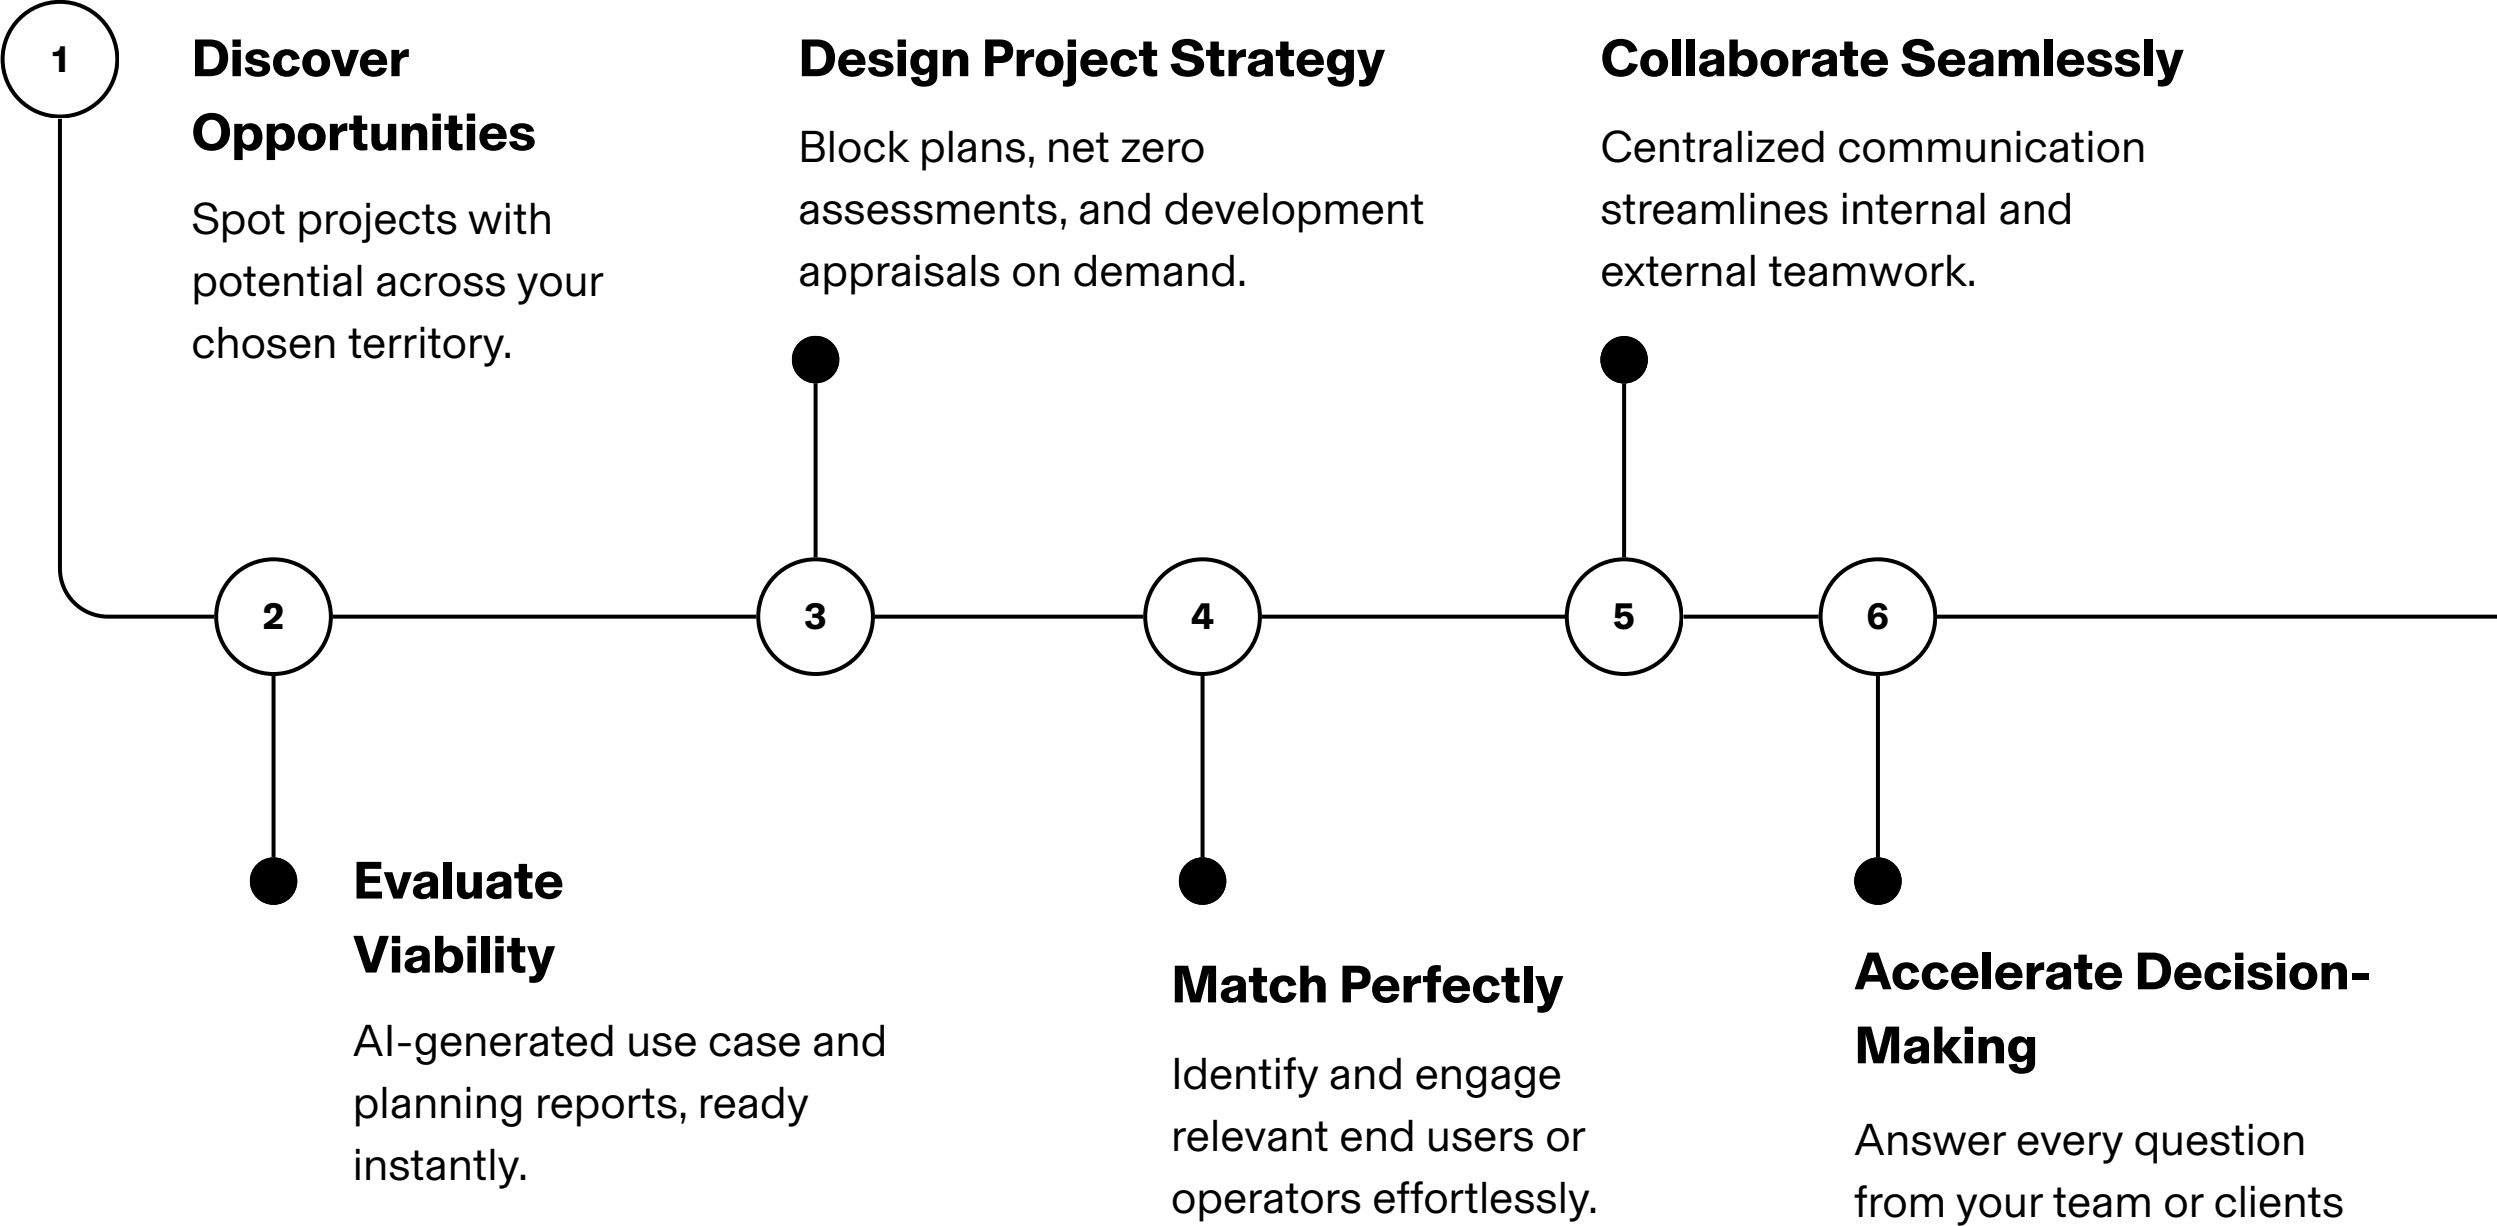 1
Discover
Opportunities
Spot projects with
potential across your
chosen territory.
Design Project Strategy
Block plans, net zero
assessments, and development
appraisals on demand.
Collaborate Seamlessly
Centralized communication
streamlines internal and
external teamwork.
2
3
4
5
6
Evaluate
Viability
AI-generated use case and
planning reports, ready
instantly.
Match Perfectly
Identify and engage
relevant end users or
operators effortlessly.
Accelerate Decision-
Making
Answer every question
from your team or clients